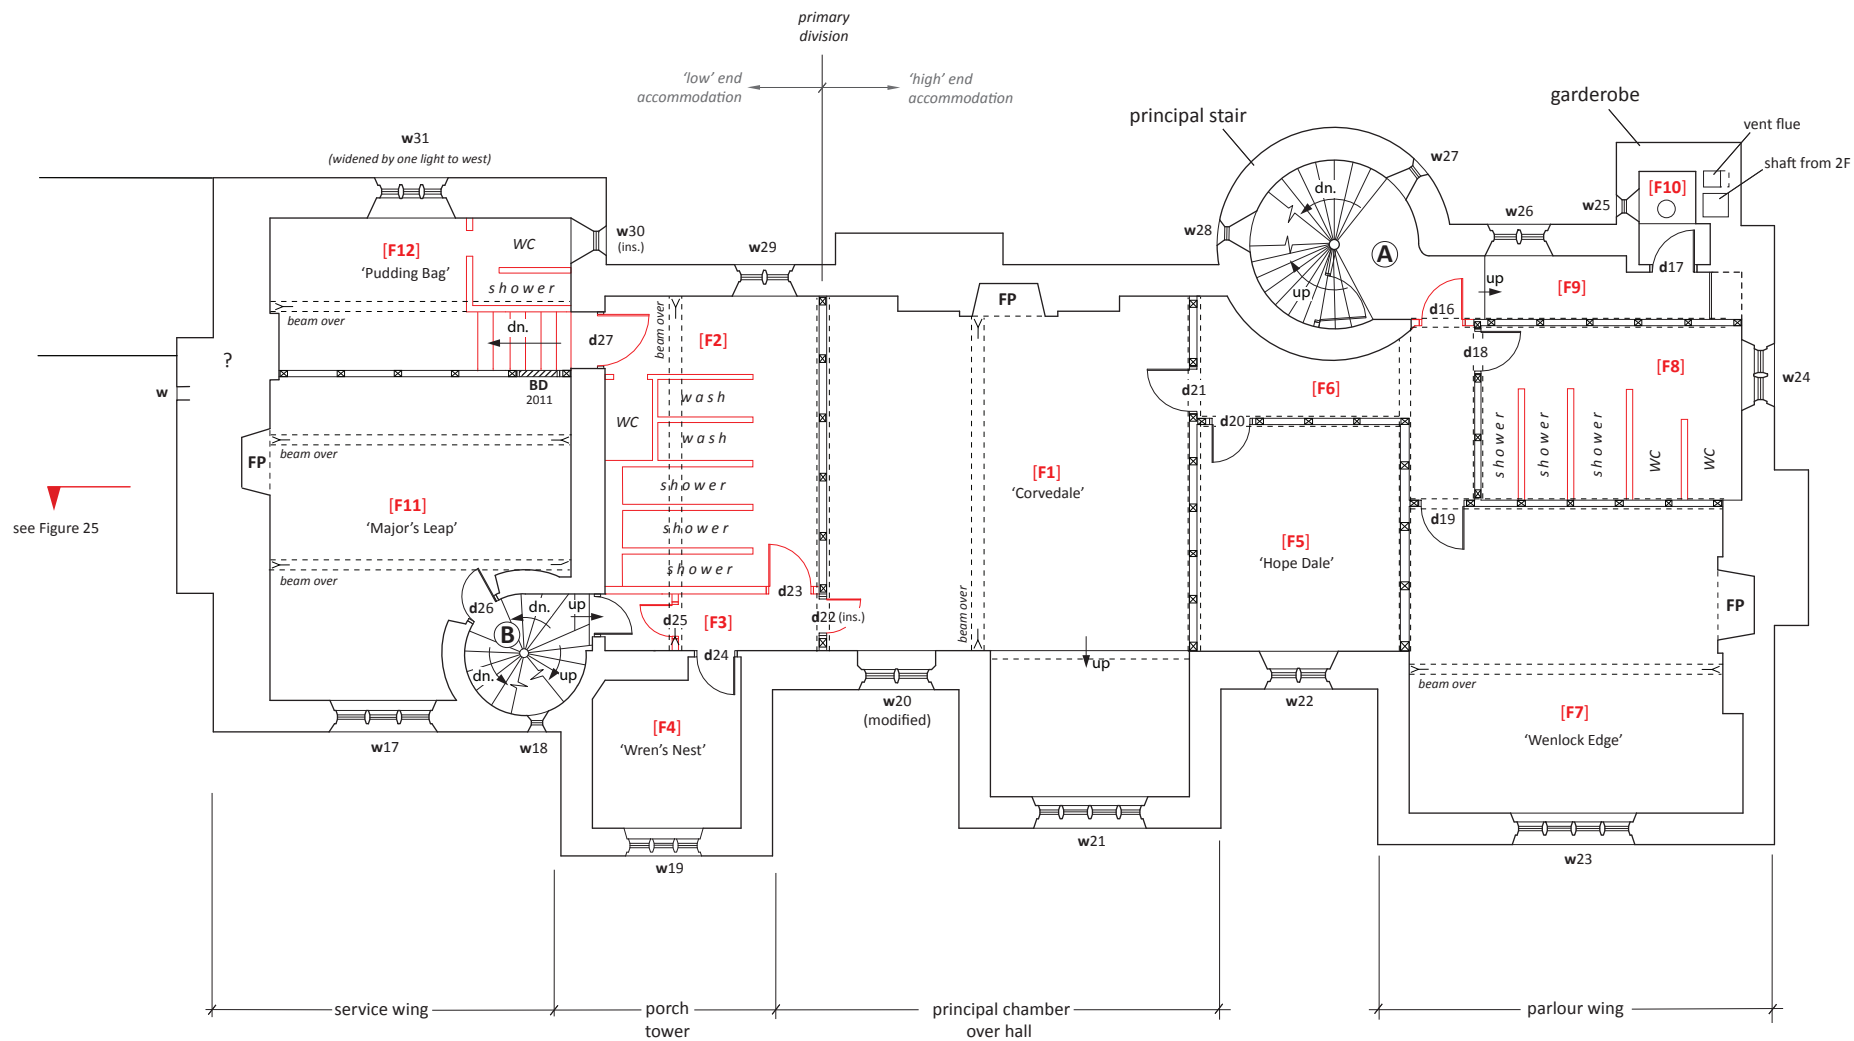 primary
division
'low' end
accommodation
'high' end
accommodation
principal stair
garderobe
vent flue
shaft from 2F
w31
(widened by one light to west)
w30
(ins.)
w29
w28
w27
w26
w25
[F10]
dn.
up
A
d17
up
[F9]
d16
FP
[F12]
'Pudding Bag'
WC
shower
beam over
dn.
d27
beam over
[F2]
?
w
BD
2011
wash
WC
wash
shower
shower
shower
d21
[F6]
d20
d18
[F8]
w24
shower
shower
shower
WC
WC
FP
beam over
[F11]
'Major's Leap'
beam over
see Figure 25
[F1]
'Corvedale'
beam over
[F5]
'Hope Dale'
d19
FP
d26
dn.
up
B
dn.
up
d25
[F3]
d23
d22 (ins.)
d24
up
beam over
[F7]
'Wenlock Edge'
[F4]
'Wren's Nest'
w17
w18
w19
w20
(modified)
w21
w22
w23
service wing
porch
tower
principal chamber
over hall
parlour wing